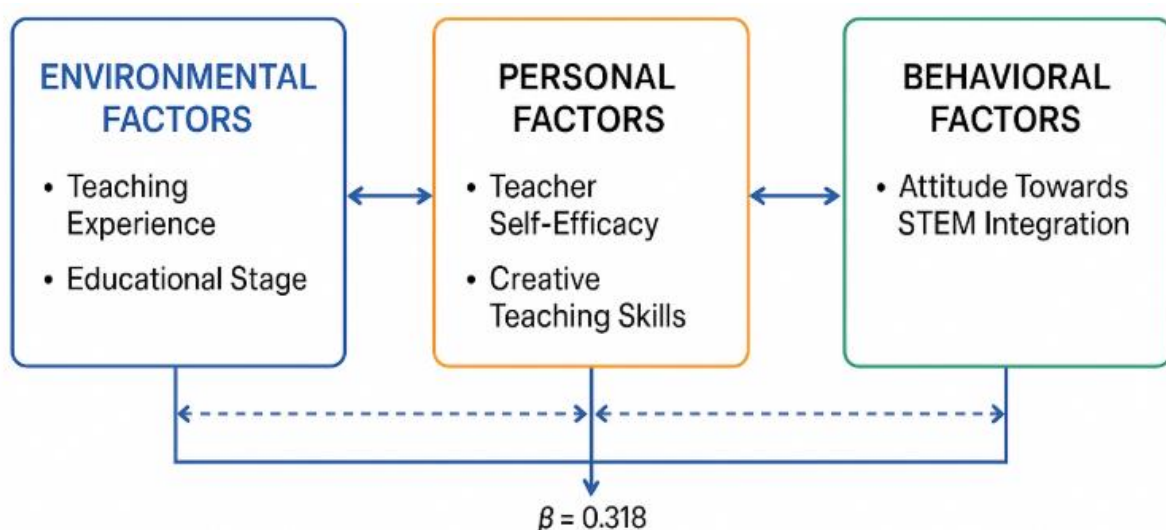 ENVIRONMENTAL
FACTORS
• Teaching
Experience
• Educational Stage
PERSONAL
FACTORS
• Teacher
Self-Efficacy
• Creative
Teaching Skills
BEHAVIORAL
FACTORS
• Attitude Towards
STEM Integration
β = 0.318